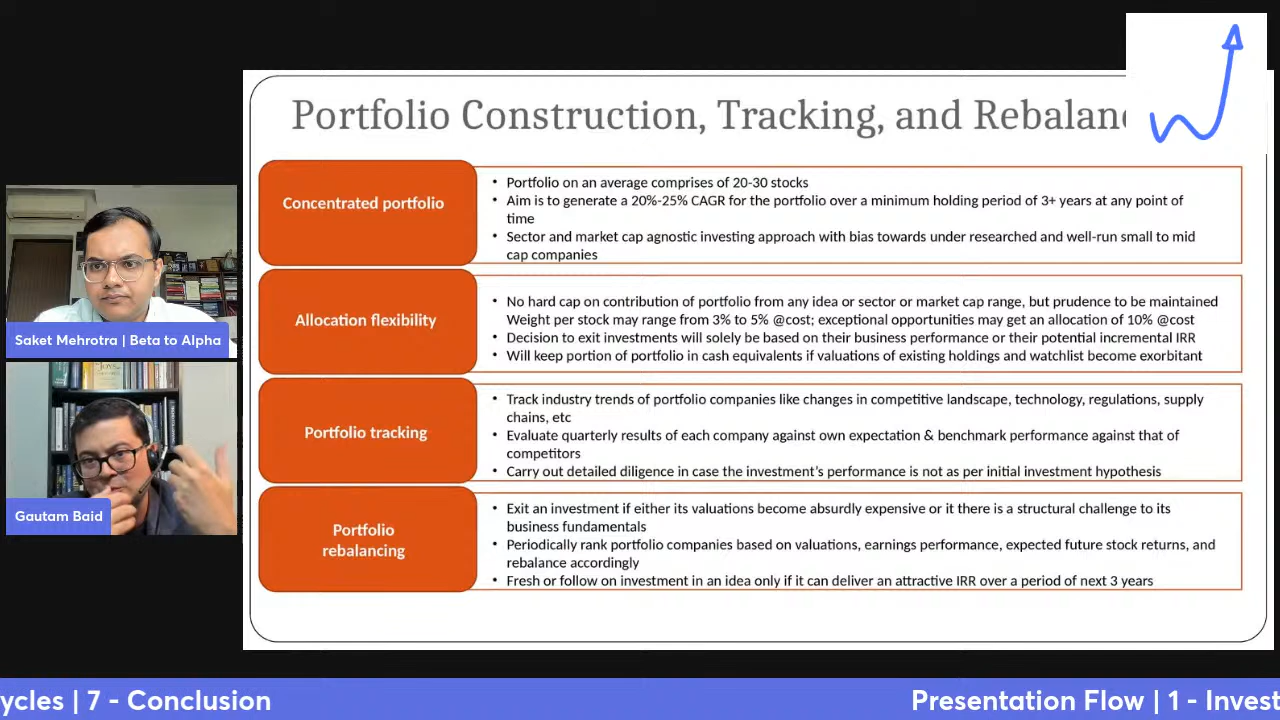 Portfolio Construction, Tracking, and Rebalanc
Concentrated portfolio
• Portfolio on an average comprises of 20-30 stocks
• Aim is to generate a 20%-25% CAGR for the portfolio over a minimum holding period of 3+ years at any point of
time
• Sector and market cap agnostic investing approach with bias towards under researched and well-run small to mid
cap companies
Allocation flexibility
• No hard cap on contribution of portfolio from any idea or sector or market cap range, but prudence to be maintained
Weight per stock may range from 3% to 5% @cost; exceptional opportunities may get an allocation of 10% @cost
• Decision to exit investments will solely be based on their business performance or their potential incremental IRR
• Will keep portion of portfolio in cash equivalents if valuations of existing holdings and watchlist become exorbitant
Portfolio tracking
• Track industry trends of portfolio companies like changes in competitive landscape, technology, regulations, supply
chains, etc
• Evaluate quarterly results of each company against own expectation & benchmark performance against that of
competitors
• Carry out detailed diligence in case the investment's performance is not as per initial investment hypothesis
Portfolio
rebalancing
• Exit an investment if either its valuations become absurdly expensive or it there is a structural challenge to its
business fundamentals
• Periodically rank portfolio companies based on valuations, earnings performance, expected future stock returns, and
rebalance accordingly
• Fresh or follow on investment in an idea only if it can deliver an attractive IRR over a period of next 3 years
Saket Mehrotra | Beta to Alpha
Gautam Baid
ycles | 7 - Conclusion
Presentation Flow | 1 - Invest